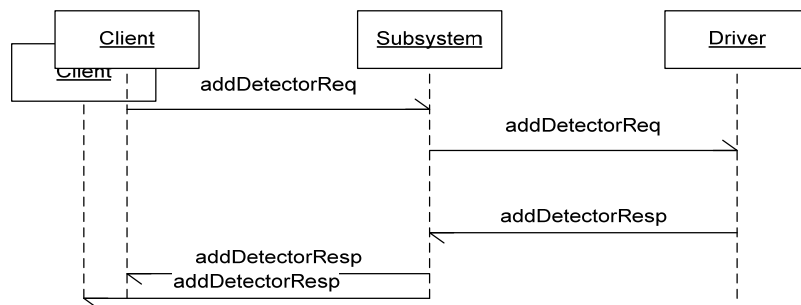 Client
Subsystem
Driver
Client
addDetectorReq
addDetectorReq
addDetectorResp
addDetectorResp
addDetectorResp